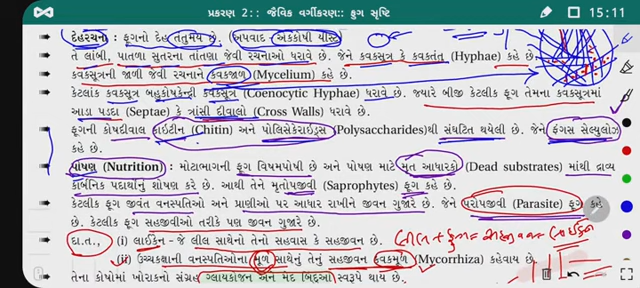 પ્રકરણ 2:: જૈવિક વર્ગીકરણ:: ફુગ સૃષ્ટિ
15:11
દેહરચના : ફુગનો દેહ તંતુમય છે. અપવાદ - એકકોષી યીસ્ટ
તે લાંબી, પાતળા સુતરના તાંતણા જેવી રચનાઓ ધરાવે છે. જેને કવકસૂત્ર કે કવકતંતુ (Hyphae) કહે છે.
કવકસૂત્રની જાળી જેવી રચનાને કવકજાળ (Mycelium) કહે છે.
કેટલાંક કવકસૂત્ર બહુકોષકેન્દ્રી કવકસૂત્ર (Coenocytic Hyphae) ધરાવે છે. જ્યારે બીજી કેટલીક ફૂગ તેમના કવકસૂત્રમાં
આડા પડદા (Septae) કે ત્રાંસી દીવાલો (Cross Walls) ધરાવે છે.
ફુગની કોષદીવાલ કાઈટીન (Chitin) અને પોલિસેકેરાઈડ્સ (Polysaccharides)થી સંઘટિત થયેલી છે. જેને ફંગસ સેલ્યુલોઝ
કહે છે.
પોષણ (Nutrition) : મોટાભાગની ફૂગ વિષમપોષી છે અને પોષણ માટે મૃત આધારકો (Dead substrates) માંથી દ્રાવ્ય
કાર્બનિક પદાર્થોનું શોષણ કરે છે. આથી તેને મૃતોપજીવી (Saprophytes) ફૂગ કહે છે.
કેટલીક ફૂગ જીવંત વનસ્પતિઓ અને પ્રાણીઓ પર આધાર રાખીને જીવન ગુજારે છે. જેને પરોપજીવી (Parasite) ફૂગ કહે
છે. કેટલીક ફૂગ સહજીવીઓ તરીકે પણ જીવન ગુજારે છે.
દા.ત., (i) લાઈકેન - જે લીલ સાથેનો તેનો સહવાસ કે સહજીવન છે. લીલ + ફૂગ =
(ii) ઉચ્ચકક્ષાની વનસ્પતિઓના મૂળ સાથેનું તેનું સહજીવન કવકમૂળ (Mycorrhiza) કહેવાય છે.
તેના કોષોમાં ખોરાકનો સંગ્રહ ગ્લાયકોજન અને મેદ બિંદુઓ સ્વરૂપે થાય છે.